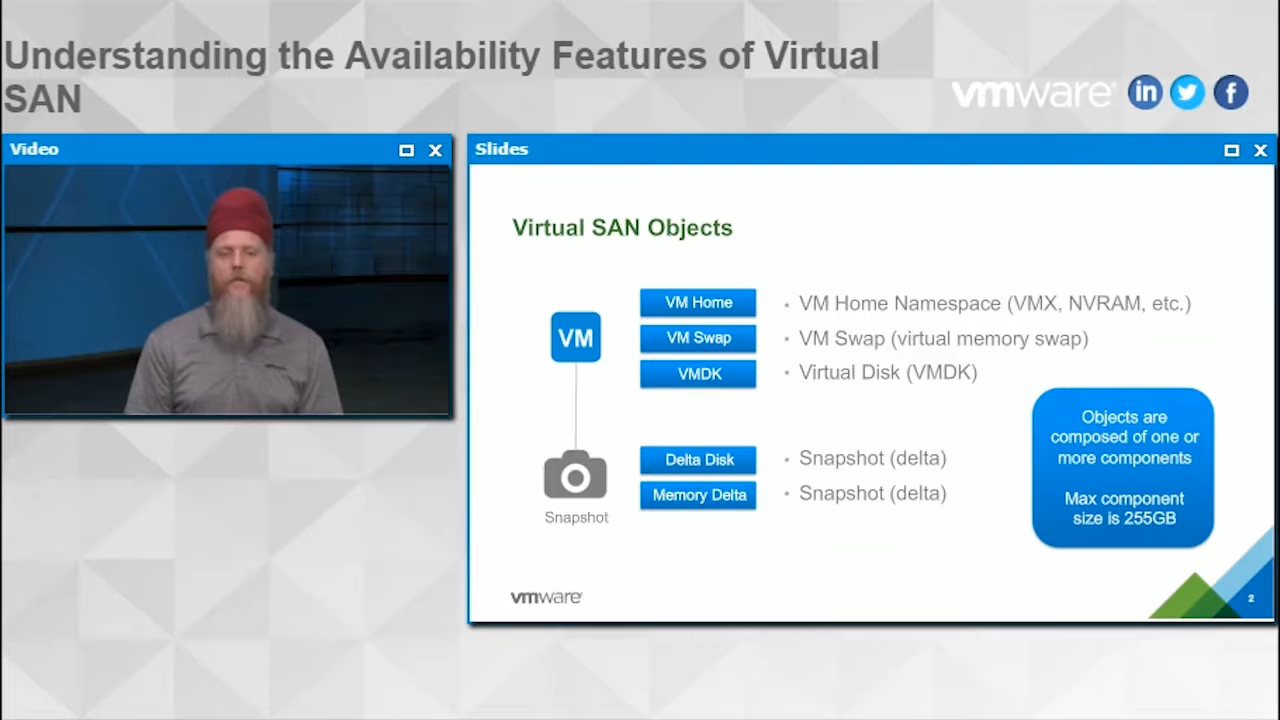 Understanding the Availability Features of Virtual
SAN
vmware
in
f
Video
Slides
Virtual SAN Objects
VM
VM Home
• VM Home Namespace (VMX, NVRAM, etc.)
VM Swap
• VM Swap (virtual memory swap)
VMDK
• Virtual Disk (VMDK)
Objects are
composed of one or
more components
Max component
size is 255GB
Delta Disk
• Snapshot (delta)
Memory Delta
• Snapshot (delta)
Snapshot
vmware
2